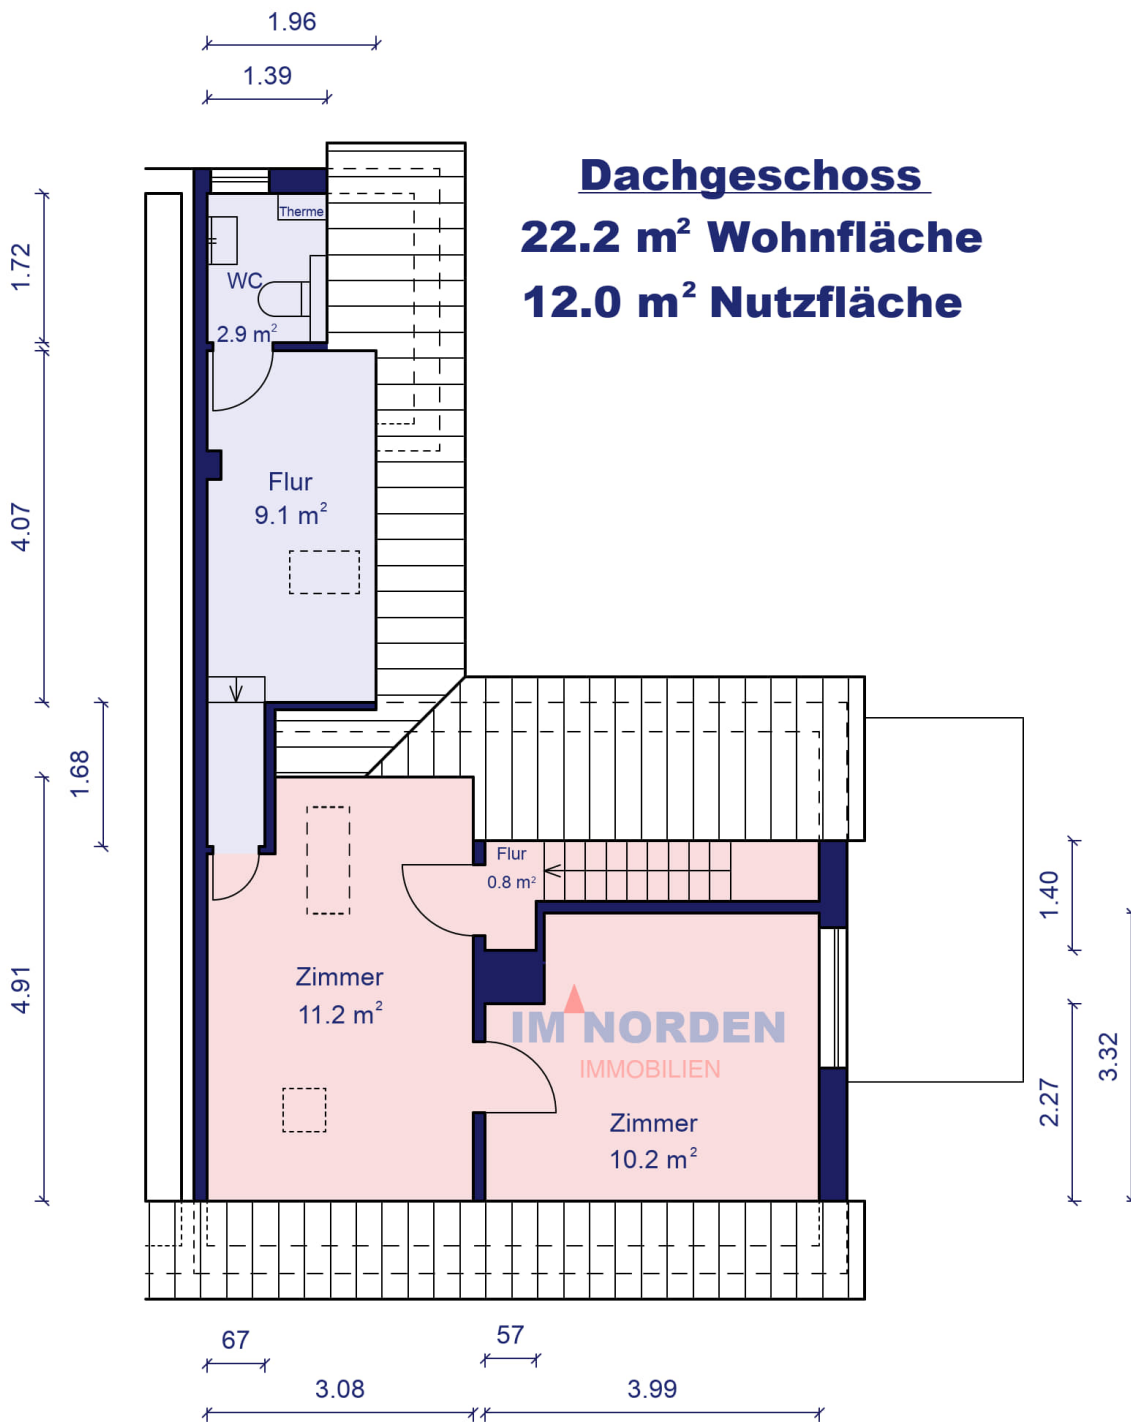 1.96
1.39
Dachgeschoss
22.2 m² Wohnfläche
12.0 m² Nutzfläche
Therme
1.72
WC
2.9 m²
Flur
9.1 m²
4.07
1.68
Flur
0.8 m²
1.40
4.91
Zimmer
11.2 m²
IM NORDEN
IMMOBILIEN
3.32
2.27
Zimmer
10.2 m²
67
57
3.08
3.99